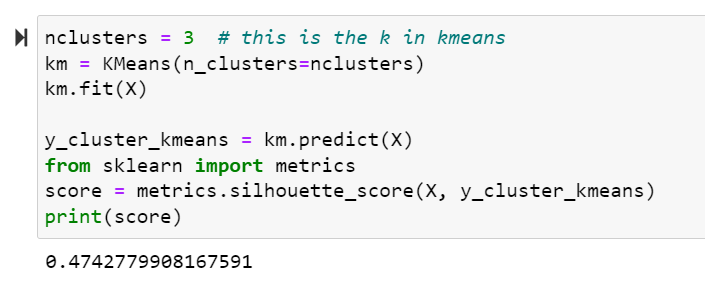 nclusters = 3  # this is the k in kmeans
km = KMeans(n_clusters=nclusters)
km.fit(X)
y_cluster_kmeans = km.predict(X)
from sklearn import metrics
score = metrics.silhouette_score(X, y_cluster_kmeans)
print(score)
0.4742779908167591